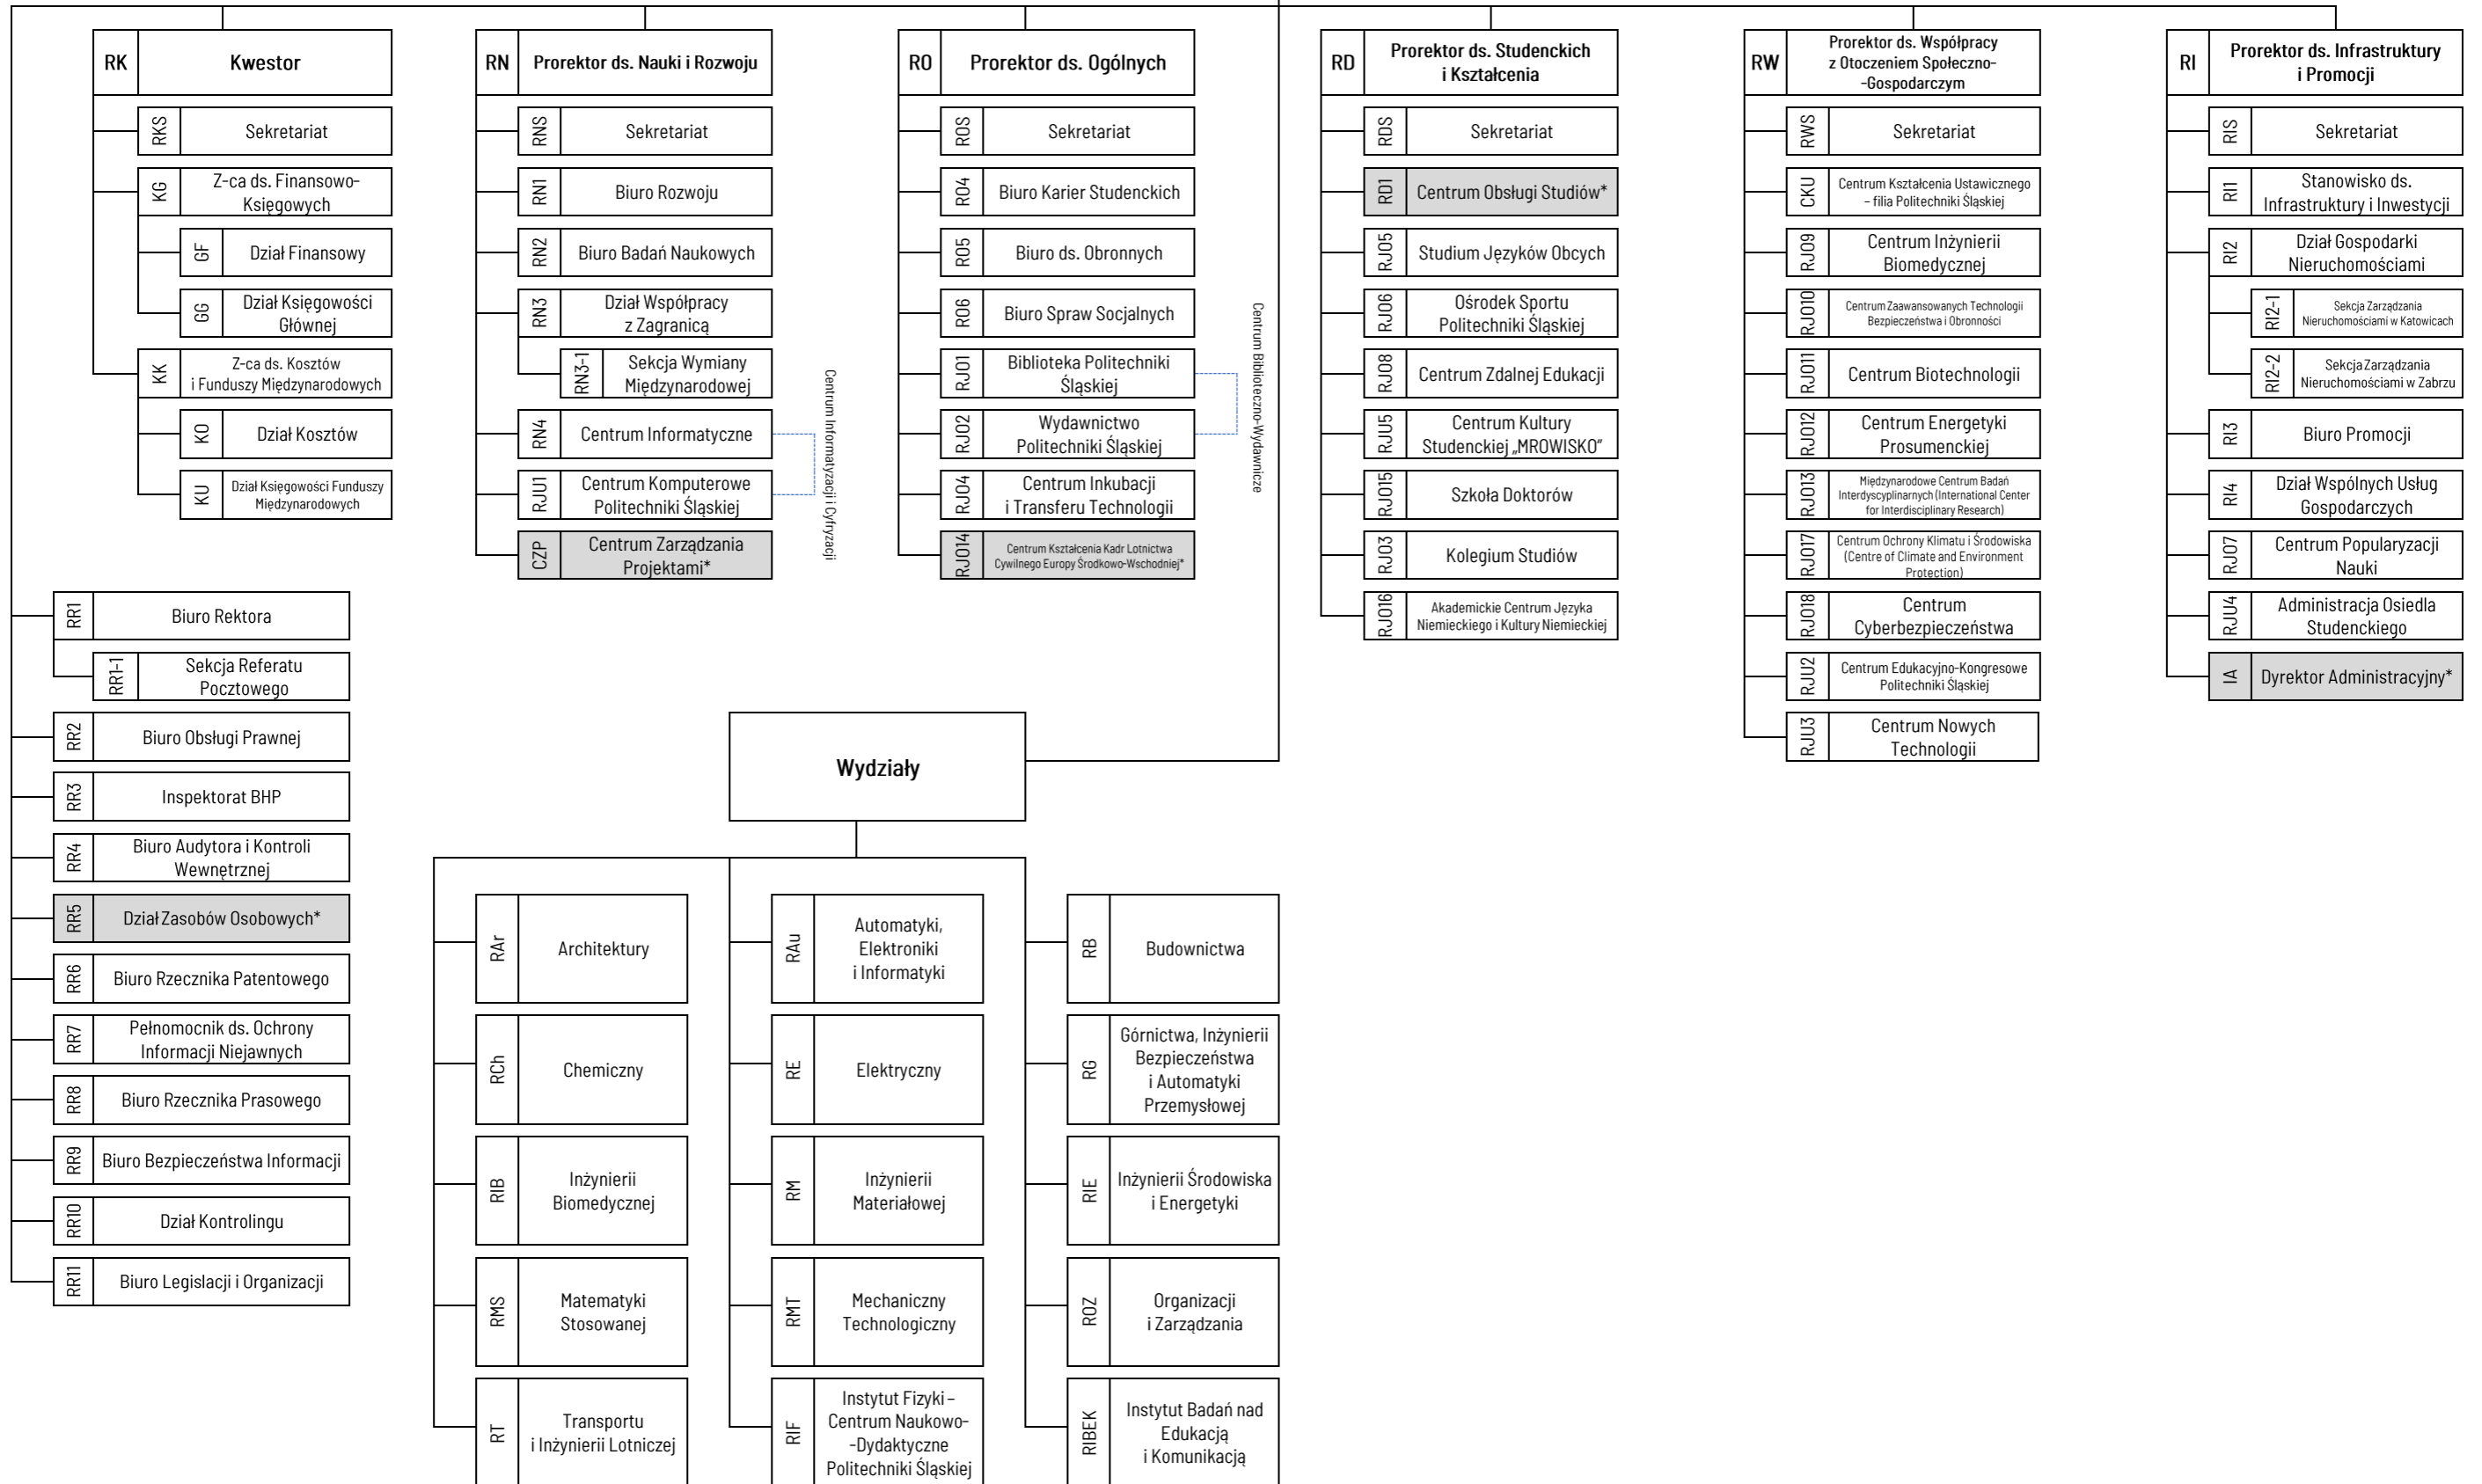 RK
Kwestor
RKS
Sekretariat
KG
Z-ca ds. Finansowo-
Księgowych
GF
Dział Finansowy
GG
Dział Księgowości
Głównej
KK
Z-ca ds. Kosztów
i Funduszy Międzynarodowych
KO
Dział Kosztów
KU
Dział Księgowości Funduszy
Międzynarodowych
RN
Prorektor ds. Nauki i Rozwoju
RNS
Sekretariat
RN1
Biuro Rozwoju
RN2
Biuro Badań Naukowych
RN3
Dział Współpracy
z Zagranicą
RN3-1
Sekcja Wymiany
Międzynarodowej
RN4
Centrum Informatyczne
RJU1
Centrum Komputerowe
Politechniki Śląskiej
CZP
Centrum Zarządzania
Projektami*
Centrum Informatyzacji i Cyfryzacji
RO
Prorektor ds. Ogólnych
ROS
Sekretariat
RO4
Biuro Karier Studenckich
RO5
Biuro ds. Obronnych
RO6
Biuro Spraw Socjalnych
RJO1
Biblioteka Politechniki
Śląskiej
RJO2
Wydawnictwo
Politechniki Śląskiej
RJO4
Centrum Inkubacji
i Transferu Technologii
RJO14
Centrum Kształcenia Kadr Lotnictwa
Cywilnego Europy Środkowo-Wschodniej*
Centrum Biblioteczno-Wydawnicze
RD
Prorektor ds. Studenckich
i Kształcenia
RDS
Sekretariat
RD1
Centrum Obsługi Studiów*
RJO5
Studium Języków Obcych
RJO6
Ośrodek Sportu
Politechniki Śląskiej
RJO8
Centrum Zdalnej Edukacji
RJU5
Centrum Kultury
Studenckiej „MROWISKO”
RJO15
Szkoła Doktorów
RJO3
Kolegium Studiów
RJO16
Akademickie Centrum Języka
Niemieckiego i Kultury Niemieckiej
RW
Prorektor ds. Współpracy
z Otoczeniem Społeczno-
-Gospodarczym
RWS
Sekretariat
CKU
Centrum Kształcenia Ustawicznego
– filia Politechniki Śląskiej
RJO9
Centrum Inżynierii
Biomedycznej
RJO10
Centrum Zaawansowanych Technologii
Bezpieczeństwa i Obronności
RJO11
Centrum Biotechnologii
RJO12
Centrum Energetyki
Prosumenckiej
RJO13
Międzynarodowe Centrum Badań
Interdyscyplinarnych (International Center
for Interdisciplinary Research)
RJO17
Centrum Ochrony Klimatu i Środowiska
(Centre of Climate and Environment
Protection)
RJO18
Centrum
Cyberbezpieczeństwa
RJU2
Centrum Edukacyjno-Kongresowe
Politechniki Śląskiej
RJU3
Centrum Nowych
Technologii
RI
Prorektor ds. Infrastruktury
i Promocji
RIS
Sekretariat
RI1
Stanowisko ds.
Infrastruktury i Inwestycji
RI2
Dział Gospodarki
Nieruchomościami
RI2-1
Sekcja Zarządzania
Nieruchomościami w Katowicach
RI2-2
Sekcja Zarządzania
Nieruchomościami w Zabrzu
RI3
Biuro Promocji
RI4
Dział Wspólnych Usług
Gospodarczych
RJO7
Centrum Popularyzacji
Nauki
RJU4
Administracja Osiedla
Studenckiego
IA
Dyrektor Administracyjny*
RR1
Biuro Rektora
RR1-1
Sekcja Referatu
Pocztowego
RR2
Biuro Obsługi Prawnej
RR3
Inspektorat BHP
RR4
Biuro Audytora i Kontroli
Wewnętrznej
RR5
Dział Zasobów Osobowych*
RR6
Biuro Rzecznika Patentowego
RR7
Pełnomocnik ds. Ochrony
Informacji Niejawnych
RR8
Biuro Rzecznika Prasowego
RR9
Biuro Bezpieczeństwa Informacji
RR10
Dział Kontrolingu
RR11
Biuro Legislacji i Organizacji
Wydziały
RAr
Architektury
RAu
Automatyki,
Elektroniki
i Informatyki
RB
Budownictwa
RCh
Chemiczny
RE
Elektryczny
RG
Górnictwa, Inżynierii
Bezpieczeństwa
i Automatyki
Przemysłowej
RIB
Inżynierii
Biomedycznej
RM
Inżynierii
Materiałowej
RIE
Inżynierii Środowiska
i Energetyki
RMS
Matematyki
Stosowanej
RMT
Mechaniczny
Technologiczny
ROZ
Organizacji
i Zarządzania
RT
Transportu
i Inżynierii Lotniczej
RIF
Instytut Fizyki –
Centrum Naukowo-
-Dydaktyczne
Politechniki Śląskiej
RIBEK
Instytut Badań nad
Edukacją
i Komunikacją